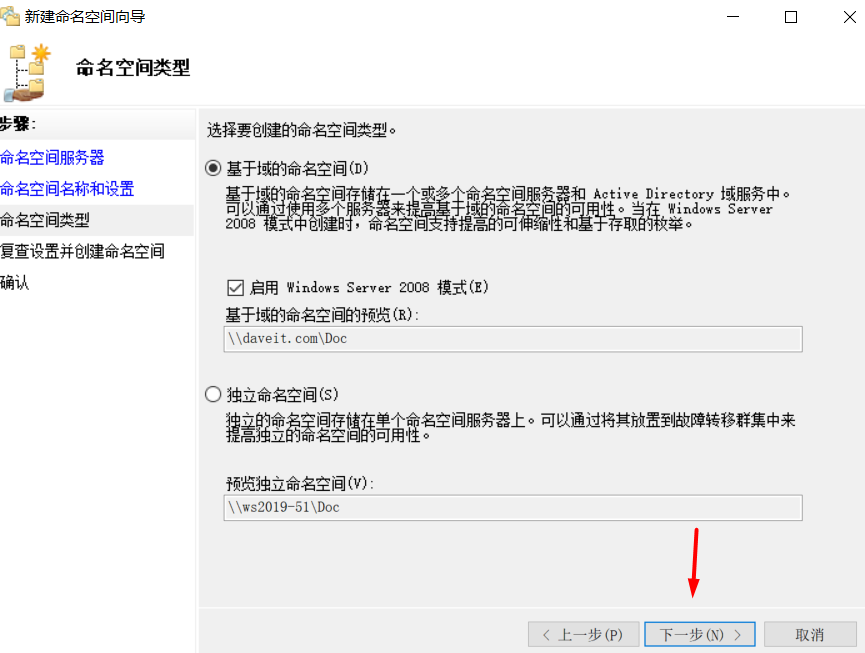 新建命名空间向导
命名空间类型
步骤:
命名空间服务器
命名空间名称和设置
命名空间类型
复查设置并创建命名空间
确认
选择要创建的命名空间类型。
基于域的命名空间(D)
基于域的命名空间存储在一个或多个命名空间服务器和 Active Directory 域服务中。
可以通过使用多个服务器来提高基于域的命名空间的可用性。当在 Windows Server
2008 模式中创建时，命名空间支持提高的可伸缩性和基于存取的枚举。
启用 Windows Server 2008 模式(E)
基于域的命名空间的预览(R):
\\daveit.com\Doc
独立命名空间(S)
独立的命名空间存储在单个命名空间服务器上。可以通过将其放置到故障转移群集中来
提高独立的命名空间的可用性。
预览独立命名空间(V):
\\ws2019-51\Doc
< 上一步(P)
下一步(N) >
取消